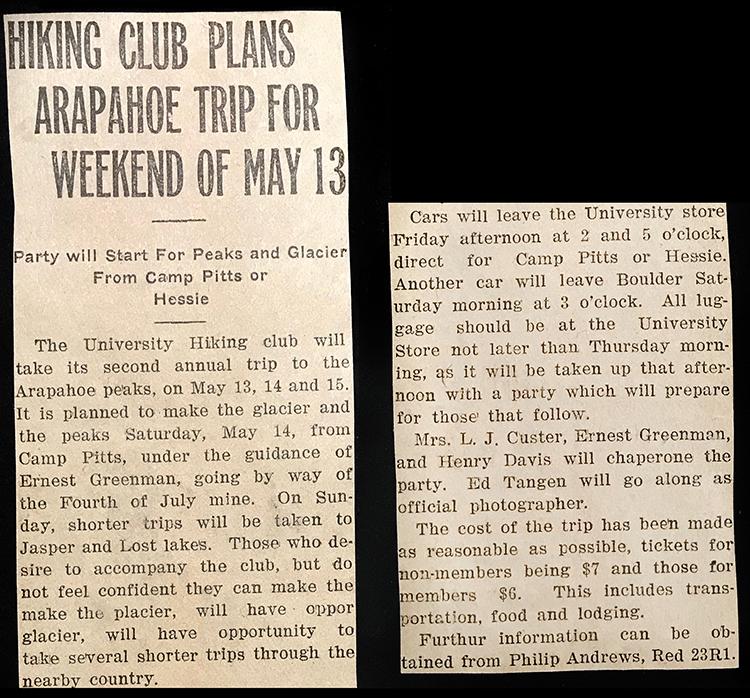 HIKING CLUB PLANS
ARAPAHOE TRIP FOR
WEEKEND OF MAY 13
Party will Start For Peaks and Glacier
From Camp Pitts or
Hessie
The University Hiking club will
take its second annual trip to the
Arapahoe peaks, on May 13, 14 and 15.
It is planned to make the glacier and
the peaks Saturday, May 14, from
Camp Pitts, under the guidance of
Ernest Greenman, going by way of
the Fourth of July mine. On Sun-
day, shorter trips will be taken to
Jasper and Lost lakes. Those who de-
sire to accompany the club, but do
not feel confident they can make the
make the placier, will have oppor
glacier, will have opportunity to
take several shorter trips through the
nearby country.
Cars will leave the University store
Friday afternoon at 2 and 5 o'clock,
direct for Camp Pitts or Hessie.
Another car will leave Boulder Sat-
urday morning at 3 o'clock. All lug-
gage should be at the University
Store not later than Thursday morn-
ing, as it will be taken up that after-
noon with a party which will prepare
for those that follow.
Mrs. L. J. Custer, Ernest Greenman,
and Henry Davis will chaperone the
party. Ed Tangen will go along as
official photographer.
The cost of the trip has been made
as reasonable as possible, tickets for
non-members being $7 and those for
members $6. This includes trans-
portation, food and lodging.
Furthur information can be ob-
tained from Philip Andrews, Red 23R1.